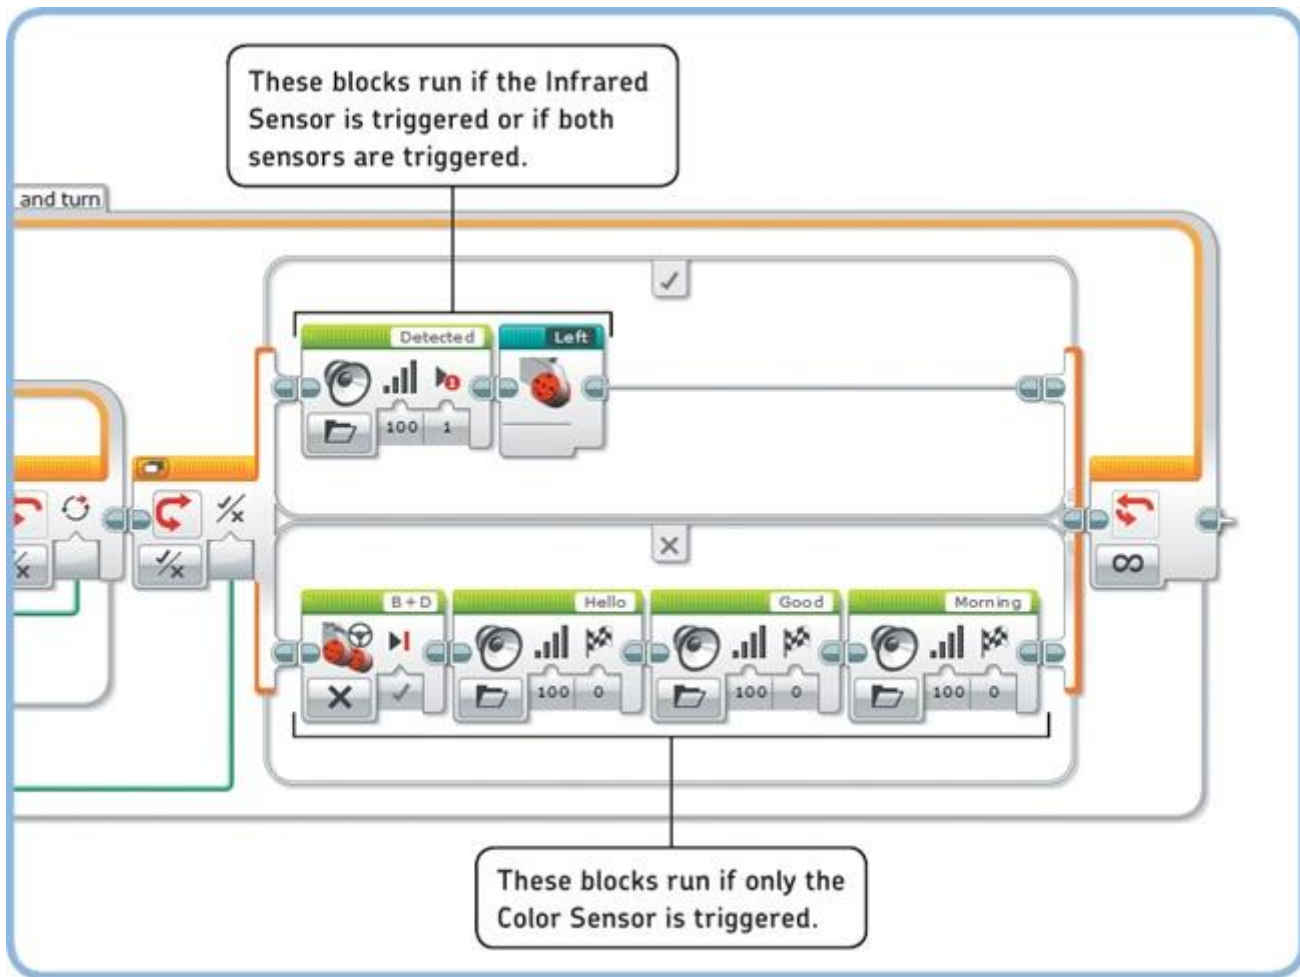 These blocks run if the Infrared
Sensor is triggered or if both
sensors are triggered.
and turn
Detected
Left
100 1
B + D
Hello
Good
Morning
100 0
100 0
100 0
These blocks run if only the
Color Sensor is triggered.